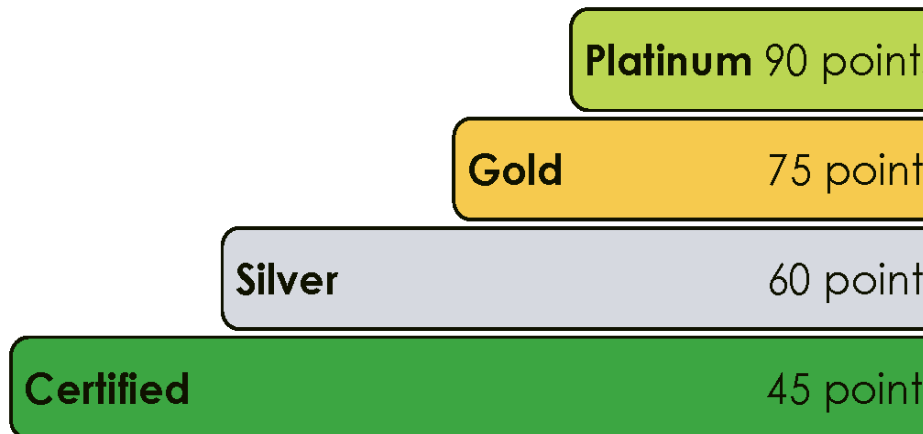 Platinum 90 point
Gold 75 point
Silver 60 point
Certified 45 point